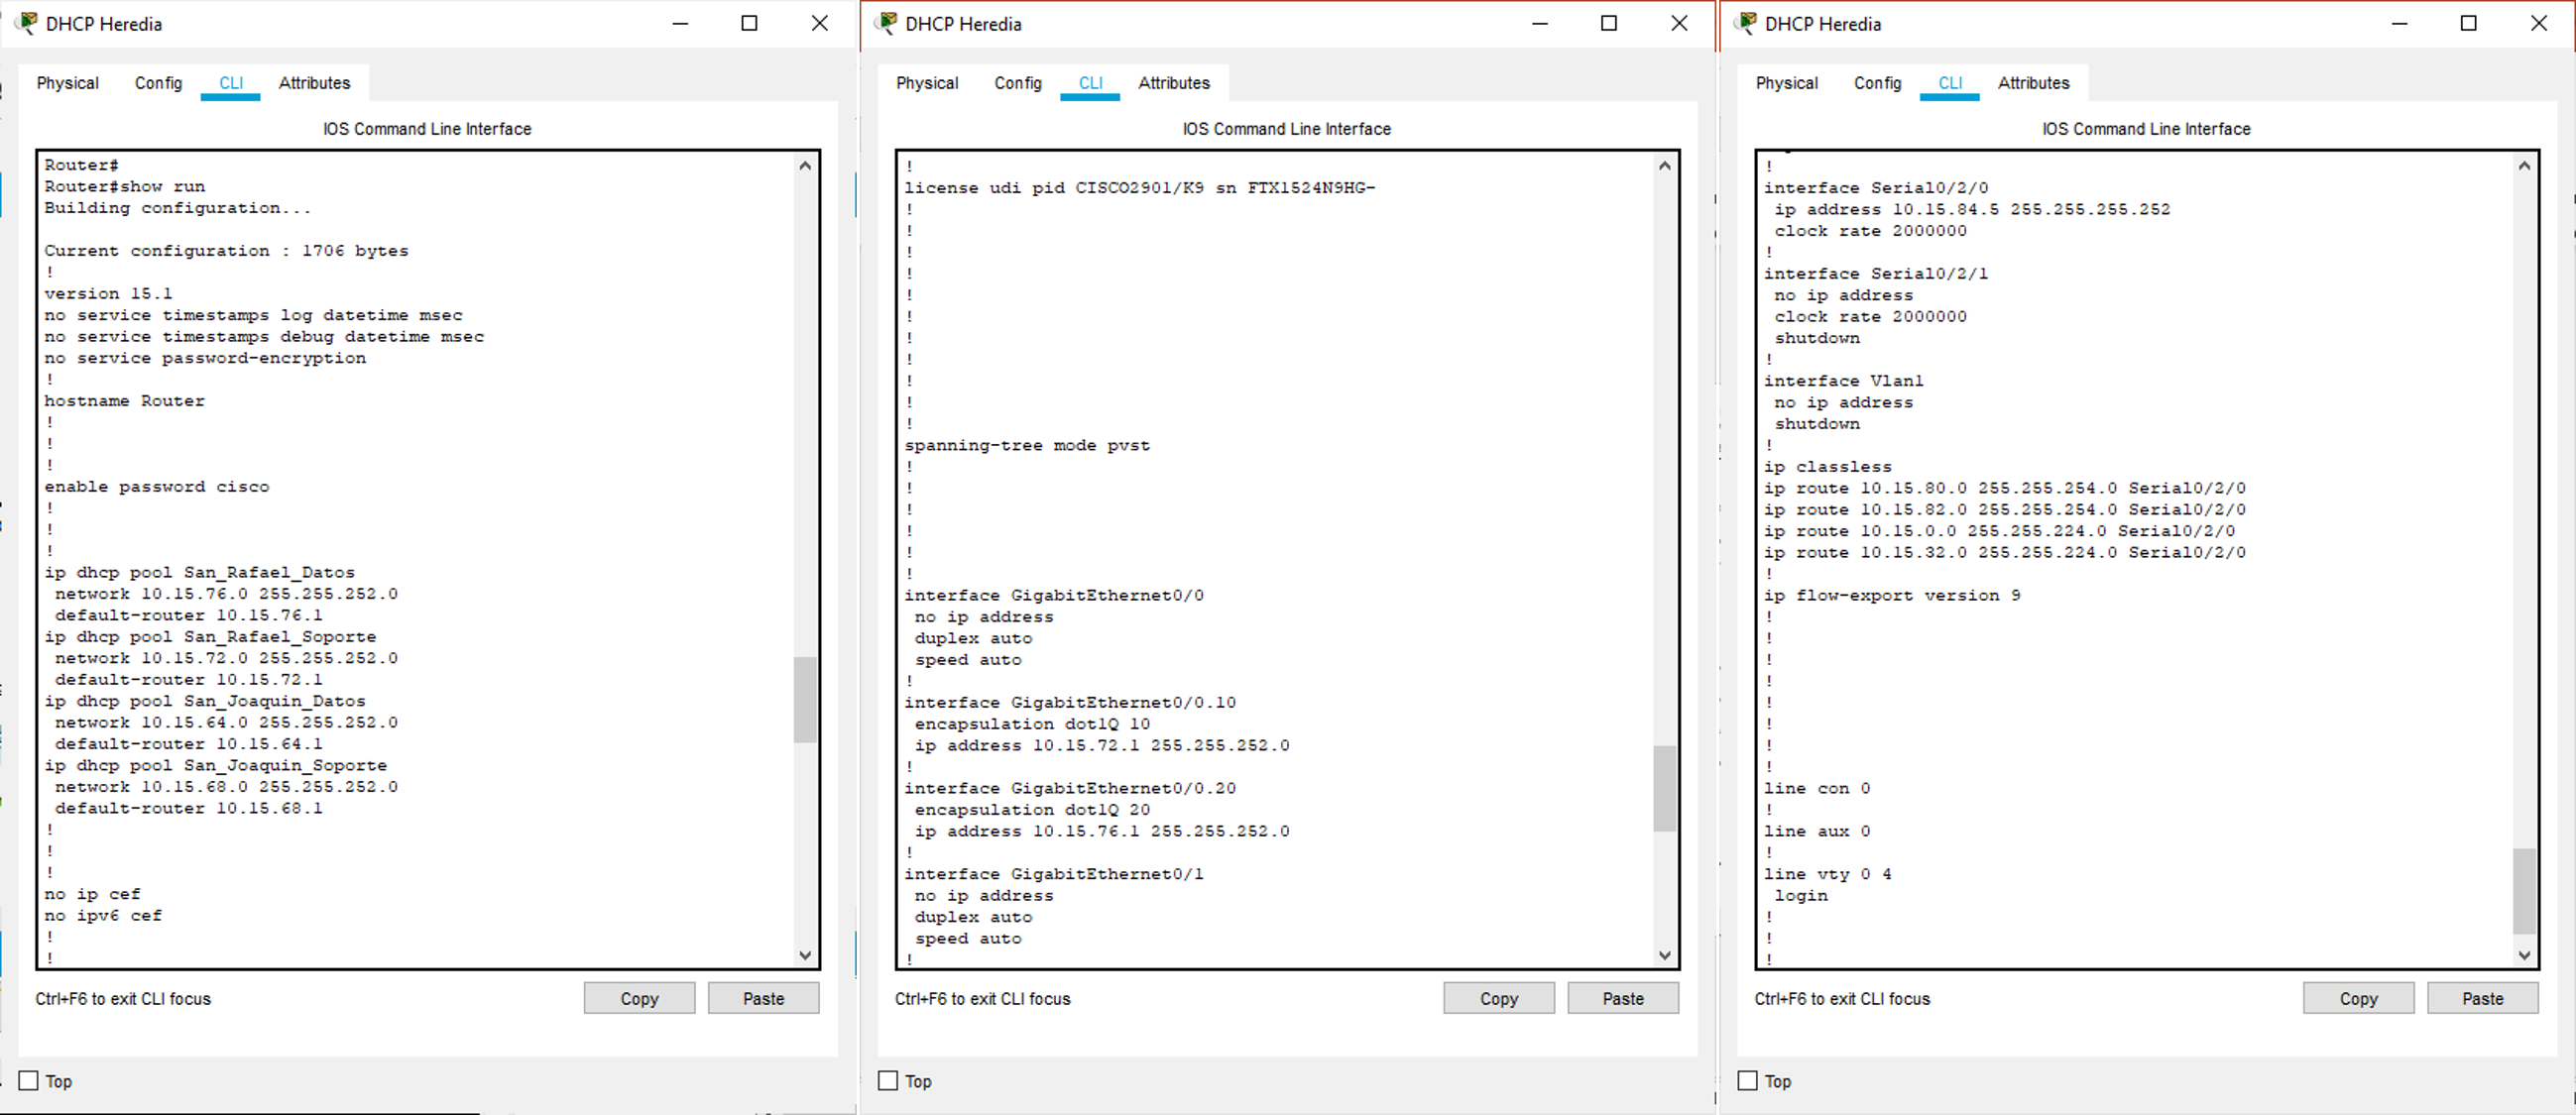 DHCP Heredia
Physical Config CLI Attributes
IOS Command Line Interface
Router#
Router#show run
Building configuration...
Current configuration : 1706 bytes
!
version 15.1
no service timestamps log datetime msec
no service timestamps debug datetime msec
no service password-encryption
!
hostname Router
!
!
!
enable password cisco
!
!
!
ip dhcp pool San_Rafael_Datos
network 10.15.76.0 255.255.252.0
default-router 10.15.76.1
ip dhcp pool San_Rafael_Soporte
network 10.15.72.0 255.255.252.0
default-router 10.15.72.1
ip dhcp pool San_Joaquin_Datos
network 10.15.64.0 255.255.252.0
default-router 10.15.64.1
ip dhcp pool San_Joaquin_Soporte
network 10.15.68.0 255.255.252.0
default-router 10.15.68.1
!
!
!
no ip cef
no ipv6 cef
!
!
Ctrl+F6 to exit CLI focus
Copy Paste
Top
DHCP Heredia
Physical Config CLI Attributes
IOS Command Line Interface
!
license udi pid CISCO2901/K9 sn FTX1524N9HG-
!
!
!
!
!
!
!
!
!
!
!
spanning-tree mode pvst
!
!
!
!
!
!
interface GigabitEthernet0/0
no ip address
duplex auto
speed auto
!
interface GigabitEthernet0/0.10
encapsulation dot1Q 10
ip address 10.15.72.1 255.255.252.0
!
interface GigabitEthernet0/0.20
encapsulation dot1Q 20
ip address 10.15.76.1 255.255.252.0
!
interface GigabitEthernet0/1
no ip address
duplex auto
speed auto
!
Ctrl+F6 to exit CLI focus
Copy Paste
Top
DHCP Heredia
Physical Config CLI Attributes
IOS Command Line Interface
!
interface Serial0/2/0
ip address 10.15.84.5 255.255.255.252
clock rate 2000000
!
interface Serial0/2/1
no ip address
clock rate 2000000
shutdown
!
interface Vlan1
no ip address
shutdown
!
ip classless
ip route 10.15.80.0 255.255.254.0 Serial0/2/0
ip route 10.15.82.0 255.255.254.0 Serial0/2/0
ip route 10.15.0.0 255.255.224.0 Serial0/2/0
ip route 10.15.32.0 255.255.224.0 Serial0/2/0
!
ip flow-export version 9
!
!
!
!
!
!
!
!
line con 0
!
line aux 0
!
line vty 0 4
login
!
!
!
Ctrl+F6 to exit CLI focus
Copy Paste
Top